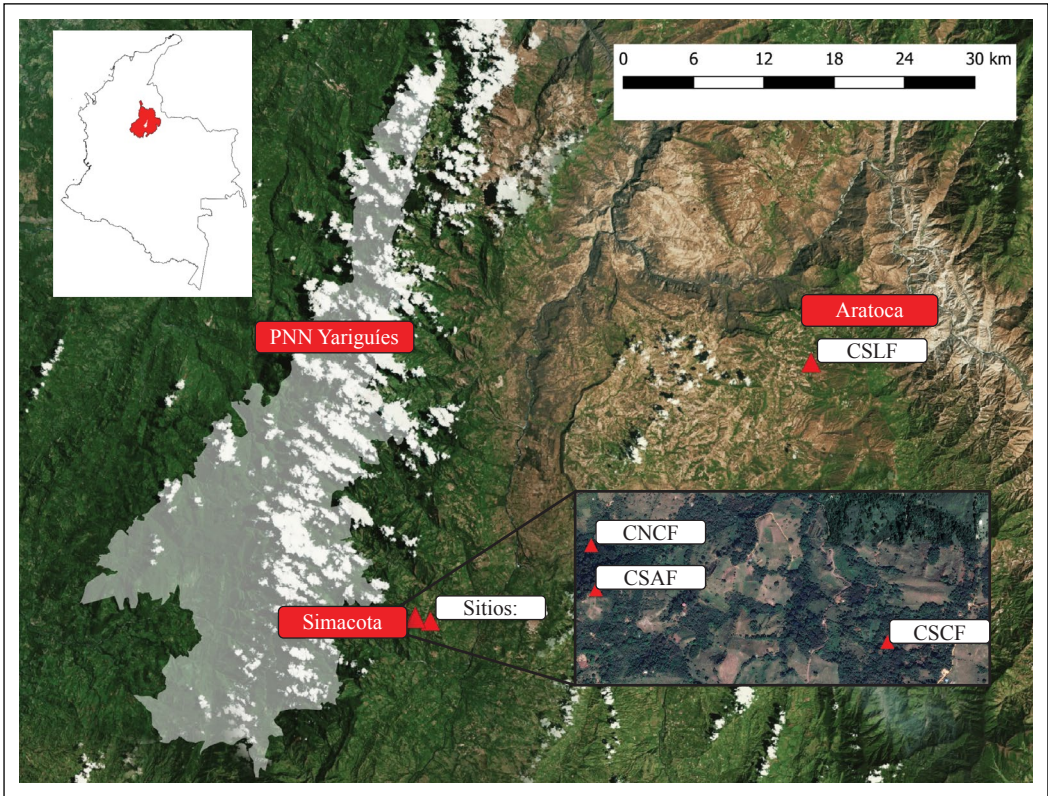 0 6 12 18 24 30 km
Aratoca
CSLF
PNN Yariguíes
CNCF
CSAF
Sitios:
Simacota
CSCF